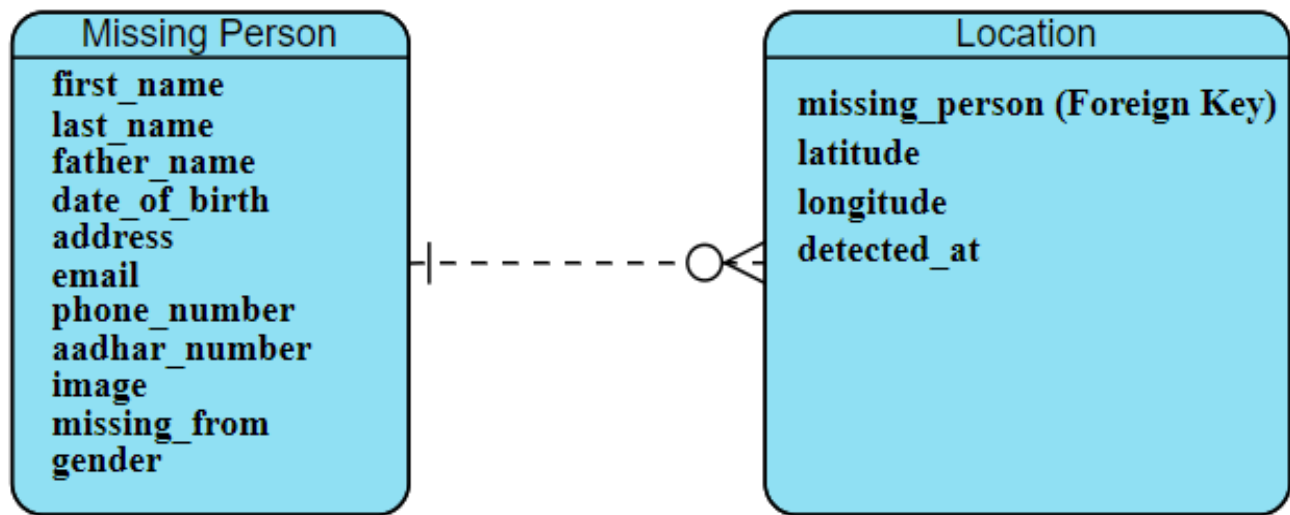 Missing Person
first_name
last_name
father_name
date_of_birth
address
email
phone_number
aadhar_number
image
missing_from
gender
Location
missing_person (Foreign Key)
latitude
longitude
detected_at